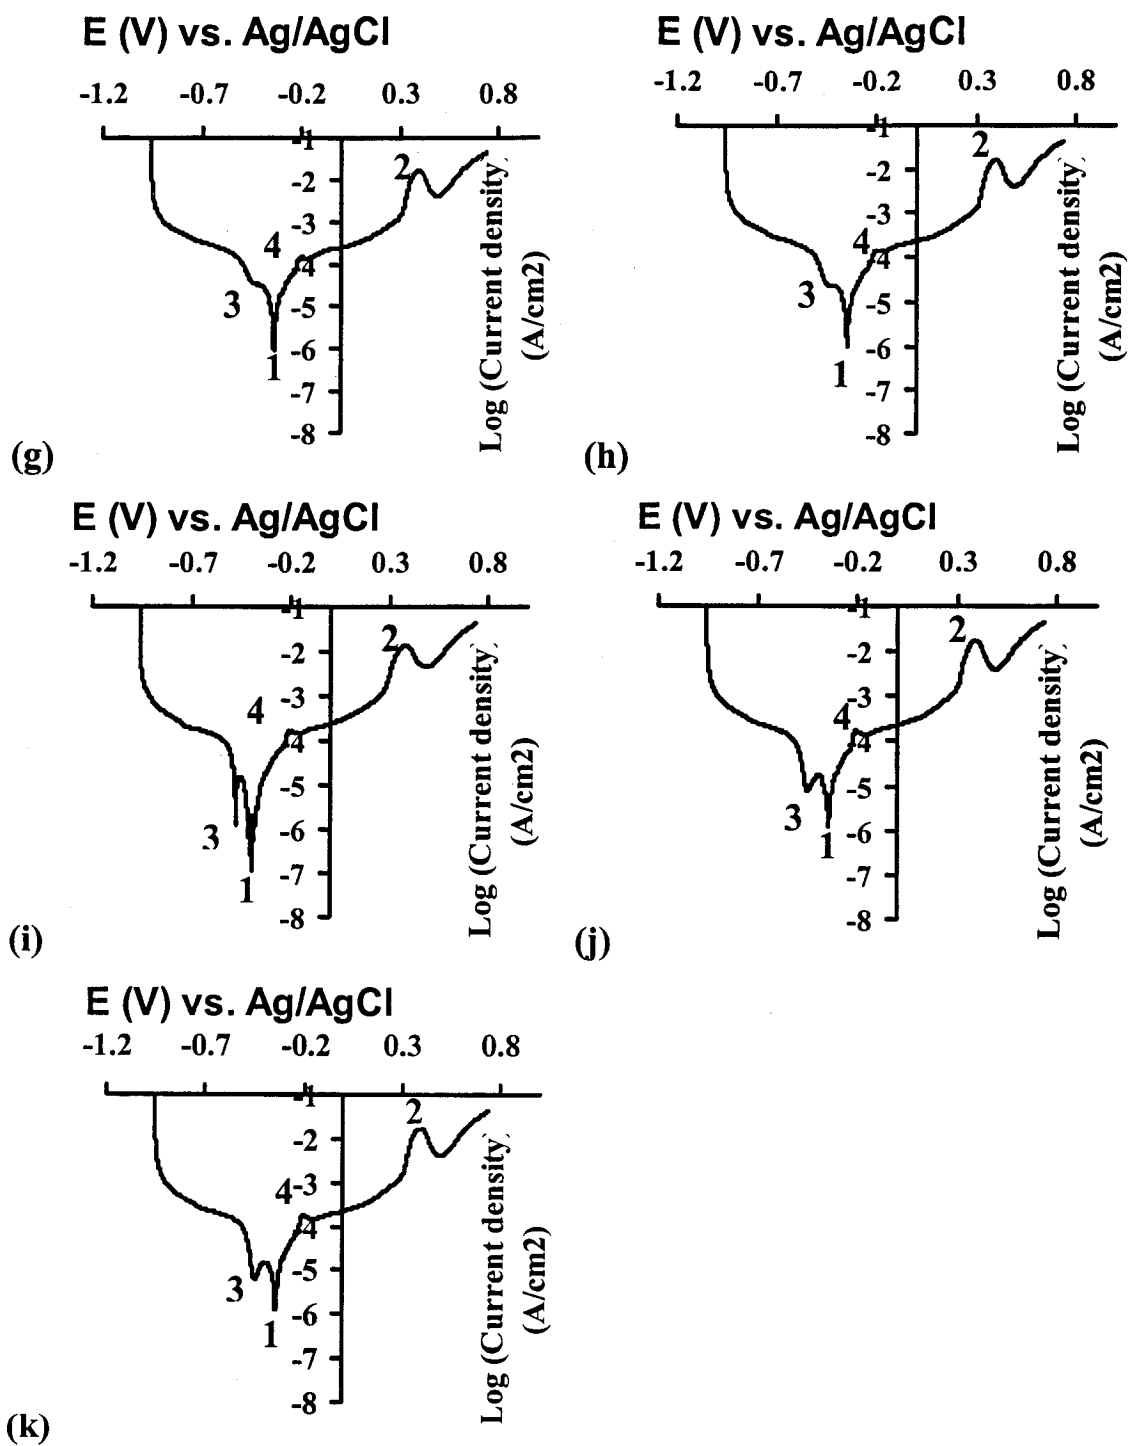 E (V) vs. Ag/AgCl
-1.2 -0.7 -0.2 0.3 0.8
-1
2
-2
-3
4
4
3
-5
-6
1
-7
-8
Log (Current density)
(A/cm2)
(g)
E (V) vs. Ag/AgCl
-1.2 -0.7 -0.2 0.3 0.8
-1
2
-2
-3
4
4
3
-5
-6
1
-7
-8
Log (Current density)
(A/cm2)
(h)
E (V) vs. Ag/AgCl
-1.2 -0.7 -0.2 0.3 0.8
-1
2
-2
-3
4
4
-5
3
-6
-7
1
-8
Log (Current density)
(A/cm2)
(i)
E (V) vs. Ag/AgCl
-1.2 -0.7 -0.2 0.3 0.8
-1
2
-2
-3
4
4
-5
3
-6
1
-7
-8
Log (Current density)
(A/cm2)
(j)
E (V) vs. Ag/AgCl
-1.2 -0.7 -0.2 0.3 0.8
-1
2
-2
4
-3
4
-5
3
-6
1
-7
-8
Log (Current density)
(A/cm2)
(k)